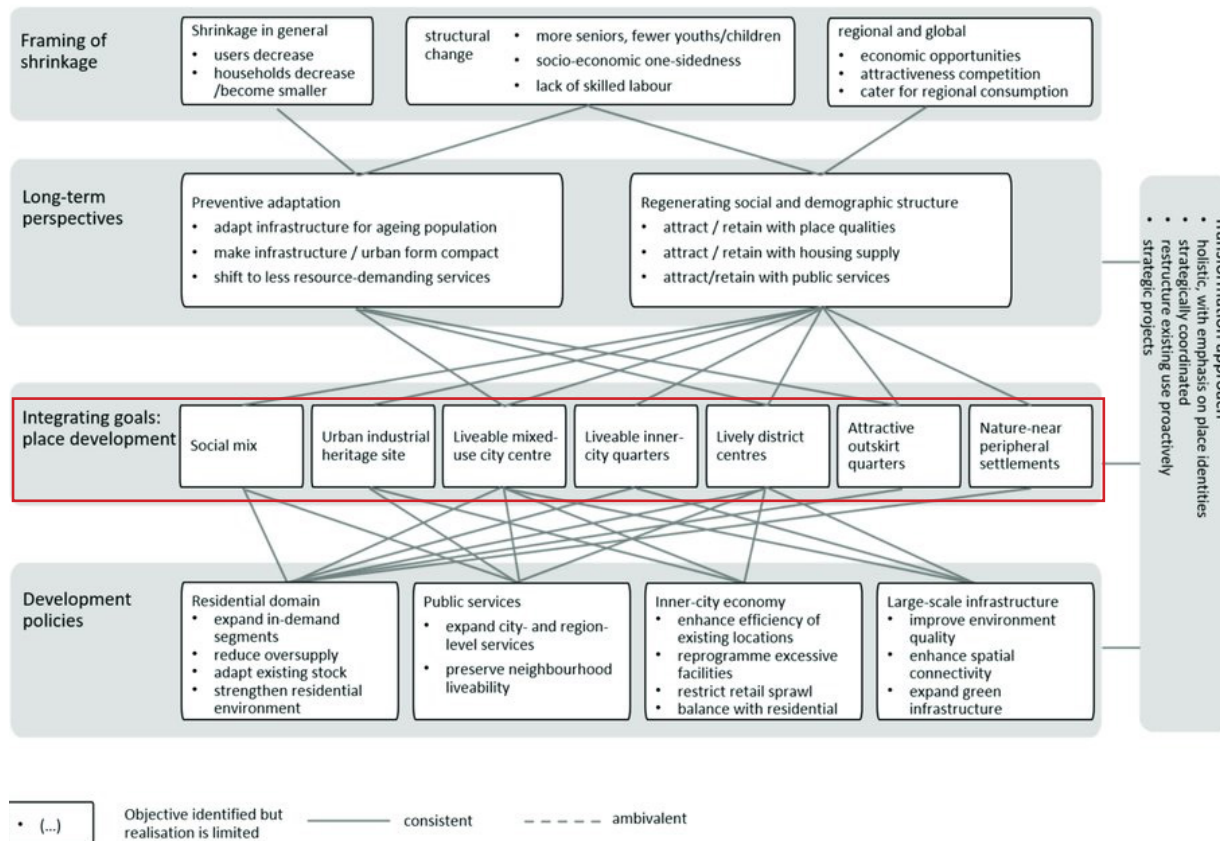 Framing of
shrinkage
Shrinkage in general
• users decrease
• households decrease
/become smaller
structural
change
• more seniors, fewer youths/children
• socio-economic one-sidedness
• lack of skilled labour
regional and global
• economic opportunities
• attractiveness competition
• cater for regional consumption
Long-term
perspectives
Preventive adaptation
• adapt infrastructure for ageing population
• make infrastructure / urban form compact
• shift to less resource-demanding services
Regenerating social and demographic structure
• attract / retain with place qualities
• attract / retain with housing supply
• attract/retain with public services
Integrating goals:
place development
Social mix
Urban industrial
heritage site
Liveable mixed-
use city centre
Liveable inner-
city quarters
Lively district
centres
Attractive
outskirt
quarters
Nature-near
peripheral
settlements
Development
policies
Residential domain
• expand in-demand
segments
• reduce oversupply
• adapt existing stock
• strengthen residential
environment
Public services
• expand city- and region-
level services
• preserve neighbourhood
liveability
Inner-city economy
• enhance efficiency of
existing locations
• reprogramme excessive
facilities
• restrict retail sprawl
• balance with residential
Large-scale infrastructure
• improve environment
quality
• enhance spatial
connectivity
• expand green
infrastructure
• holistic, with emphasis on place identities
• strategically coordinated
• restructure existing use proactively
• strategic projects
• (...)
Objective identified but
realisation is limited
consistent
ambivalent